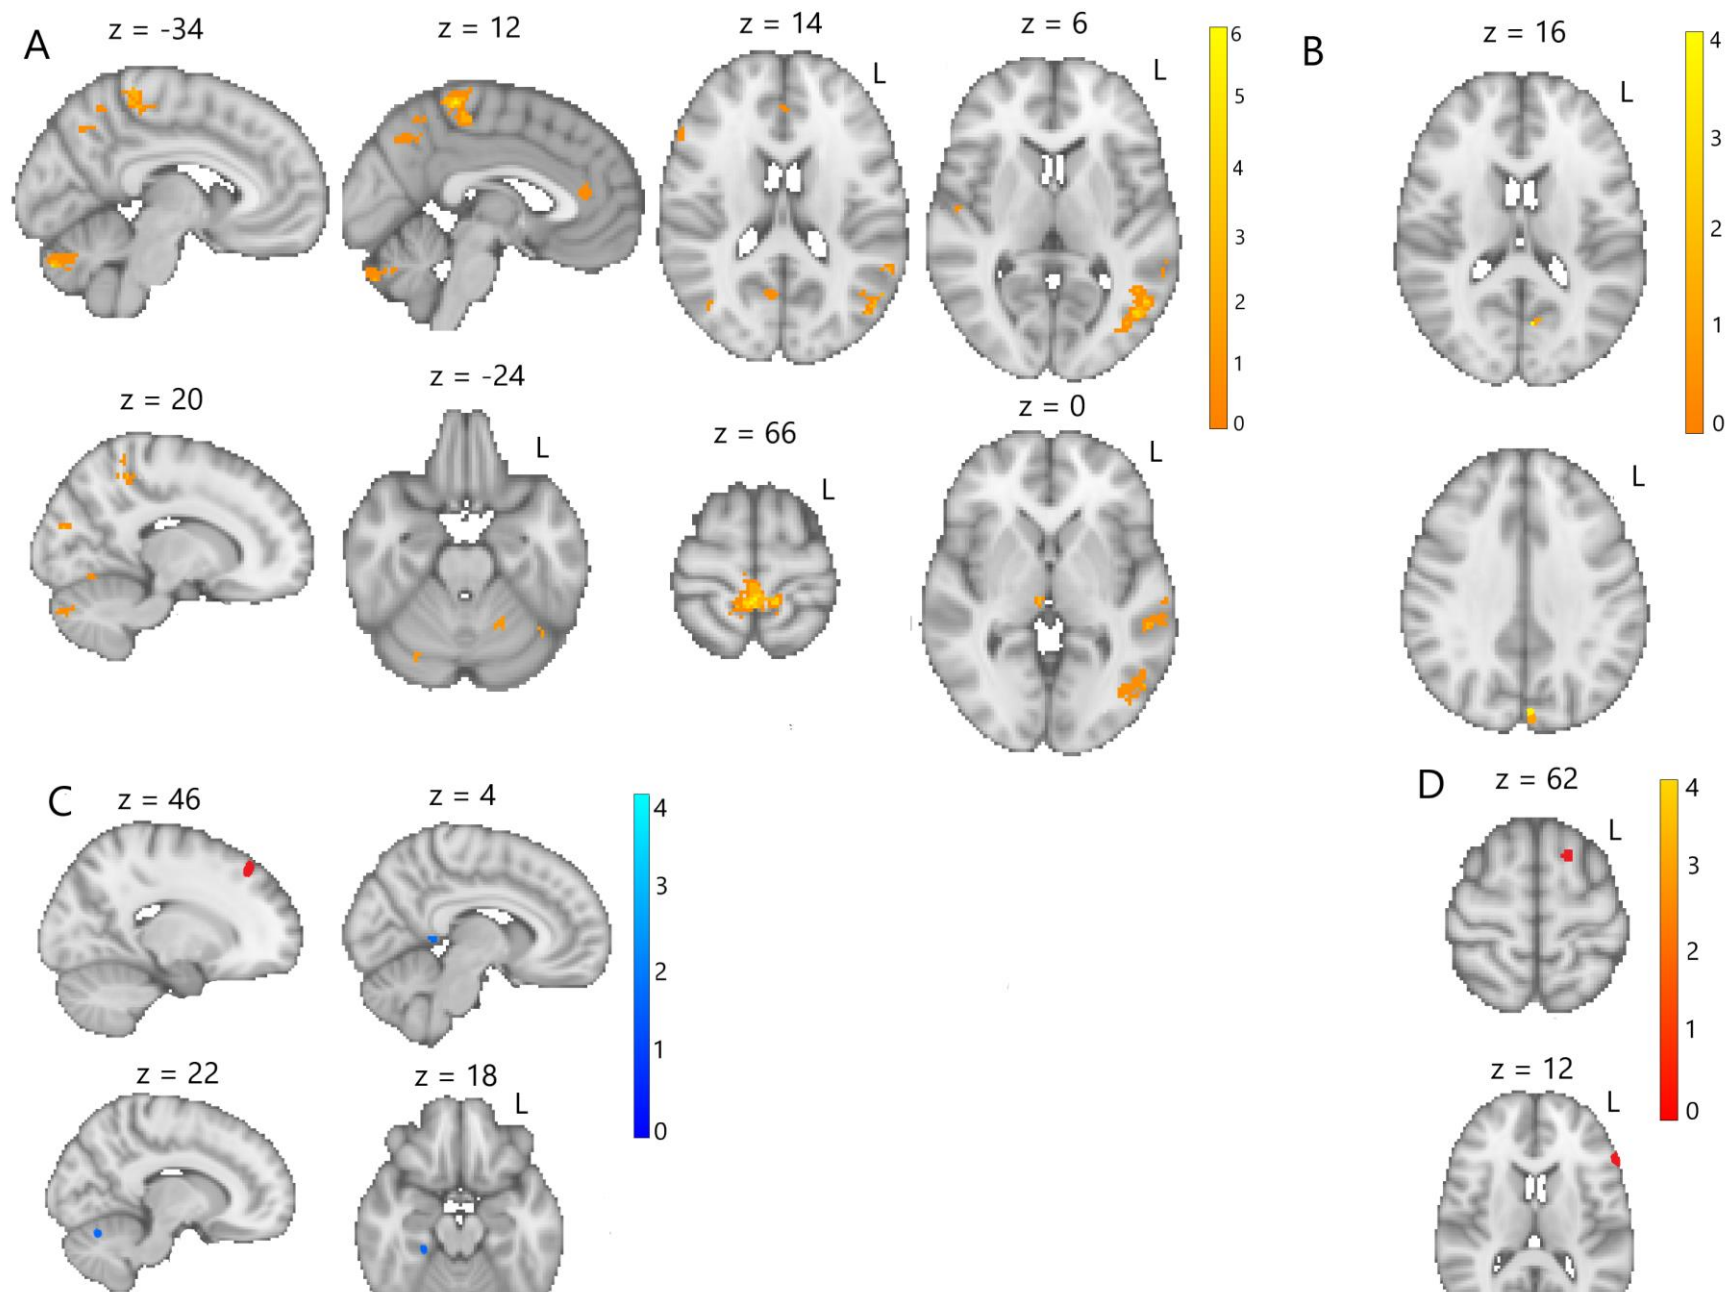 A
z = -34
z = 12
z = 14
L
z = 6
L
6
5
4
3
2
1
0
z = 20
z = -24
L
z = 66
L
z = 0
L
B
z = 16
L
4
3
2
1
0
L
C
z = 46
z = 4
4
3
2
1
0
z = 22
z = 18
L
D
z = 62
L
4
3
2
1
0
z = 12
L